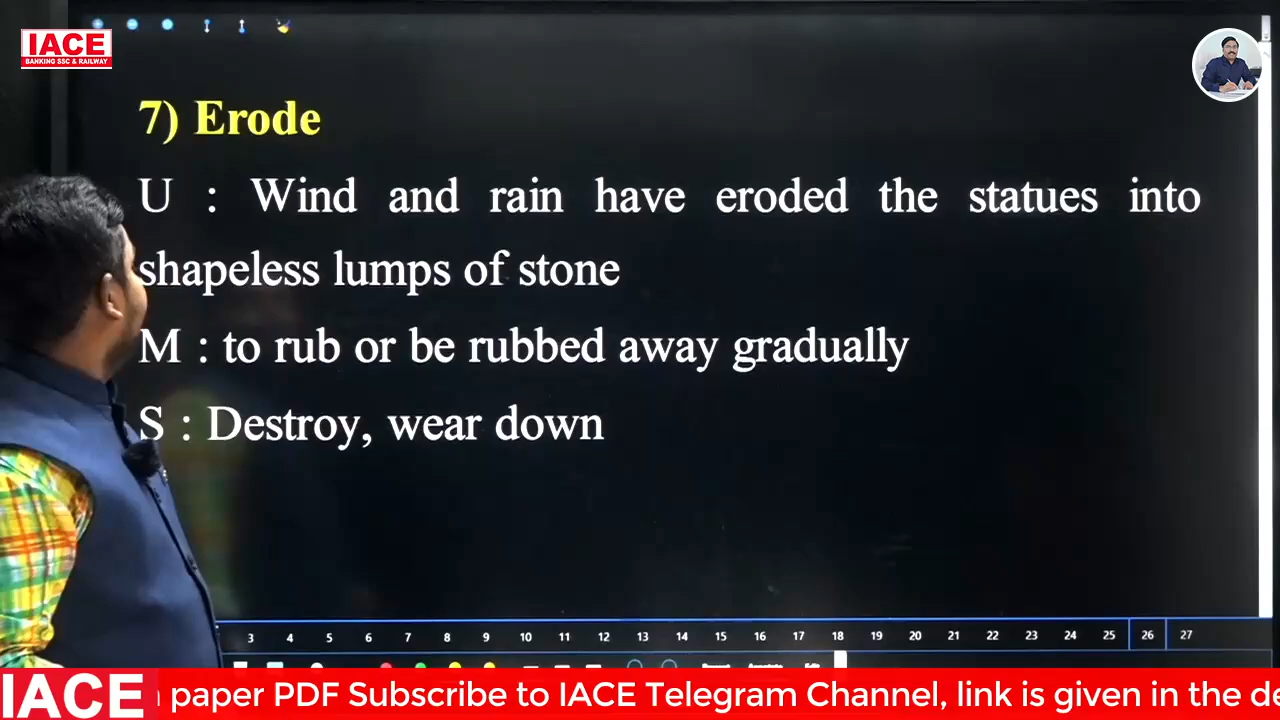 IACE
BANKING SSC & RAILWAY
7) Erode
U : Wind and rain have eroded the statues into
shapeless lumps of stone
M : to rub or be rubbed away gradually
S : Destroy, wear down
3 4 5 6 7 8 9 10 11 12 13 14 15 16 17 18 19 20 21 22 23 24 25 26 27
IACE paper PDF Subscribe to IACE Telegram Channel, link is given in the